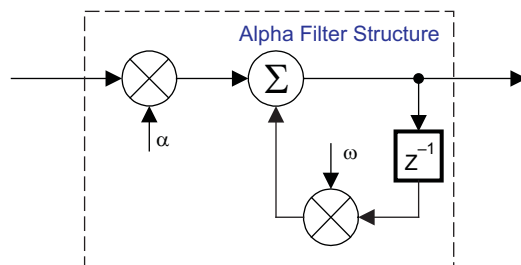 Alpha Filter Structure
Σ
α
ω
Z⁻¹